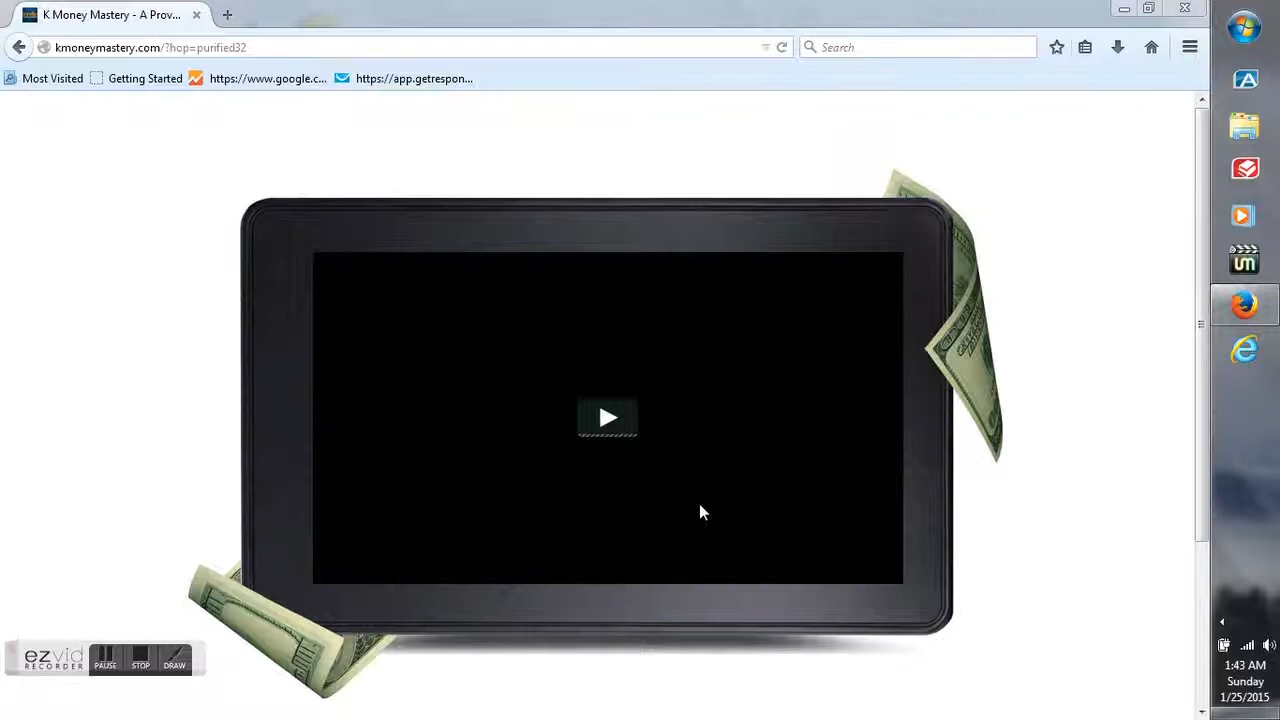 K Money Mastery - A Prov...
kmoneymastery.com/?hop=purified32
Search
Most Visited
Getting Started
https://www.google.c...
https://app.getrespon...
ezvid
RECORDER
PAUSE
STOP
DRAW
um
1:43 AM
Sunday
1/25/2015